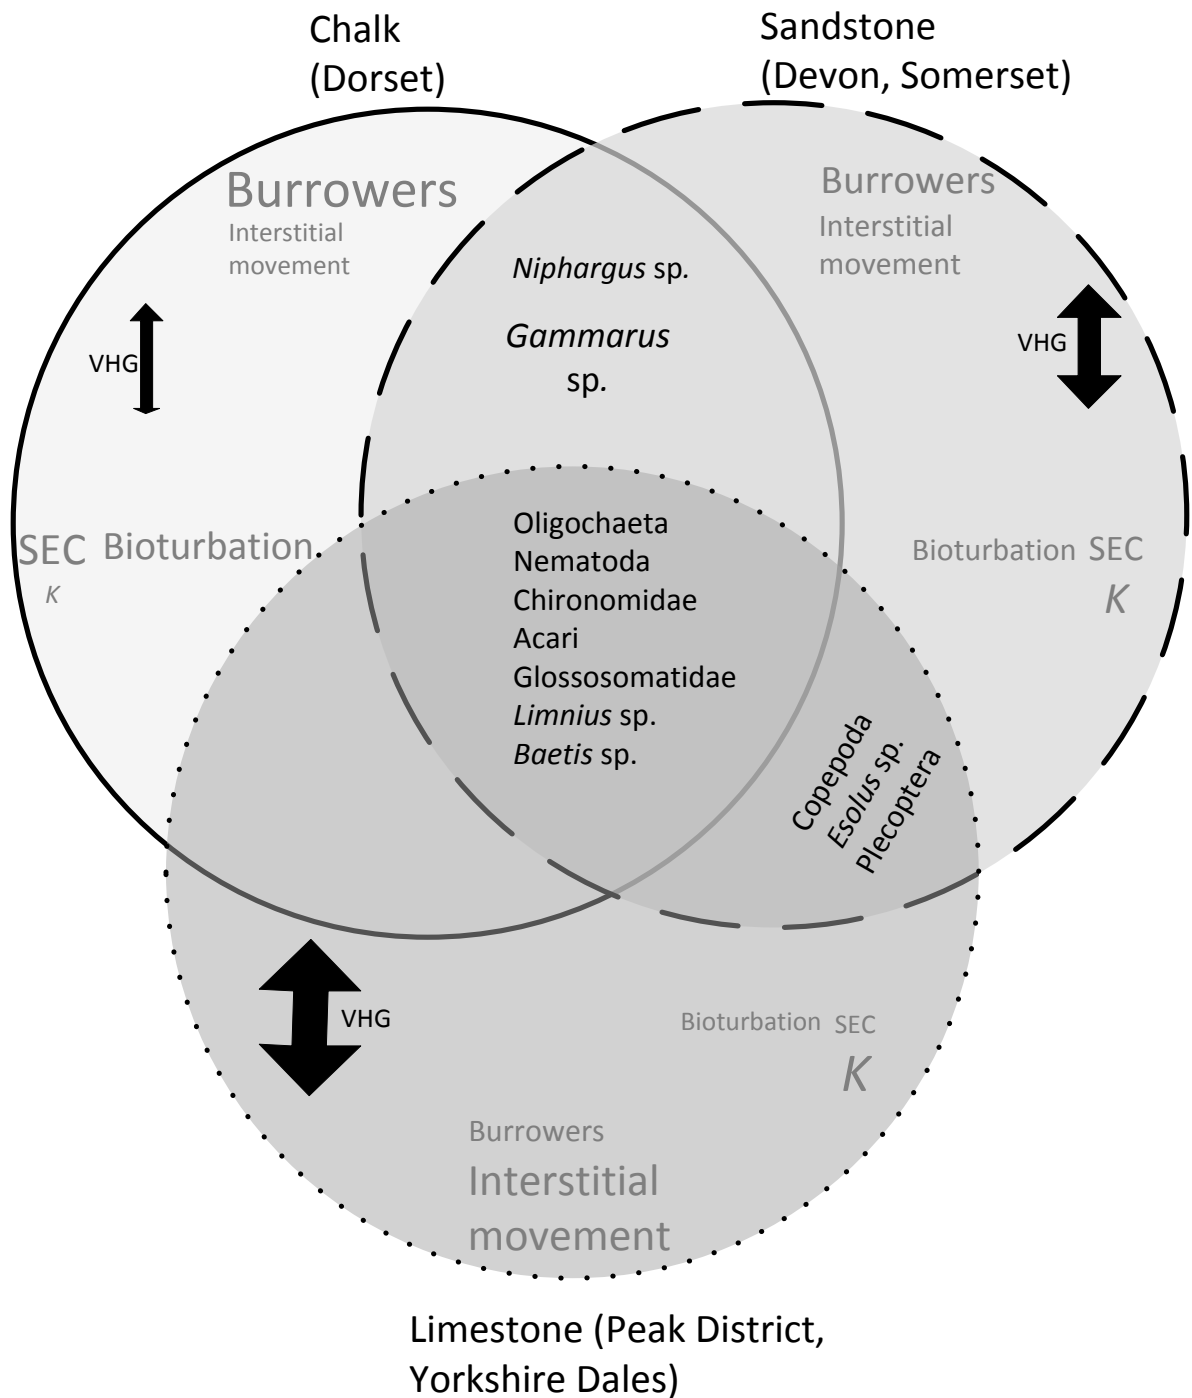 Chalk
(Dorset)
Sandstone
(Devon, Somerset)
Burrowers
Interstitial
movement
Burrowers
Interstitial
movement
Niphargus sp.
Gammarus
sp.
VHG
VHG
SEC Bioturbation
K
Bioturbation SEC
K
Oligochaeta
Nematoda
Chironomidae
Acari
Glossosomatidae
Limnius sp.
Baetis sp.
Copepoda
Esolus sp.
Plecoptera
VHG
Bioturbation SEC
K
Burrowers
Interstitial
movement
Limestone (Peak District,
Yorkshire Dales)